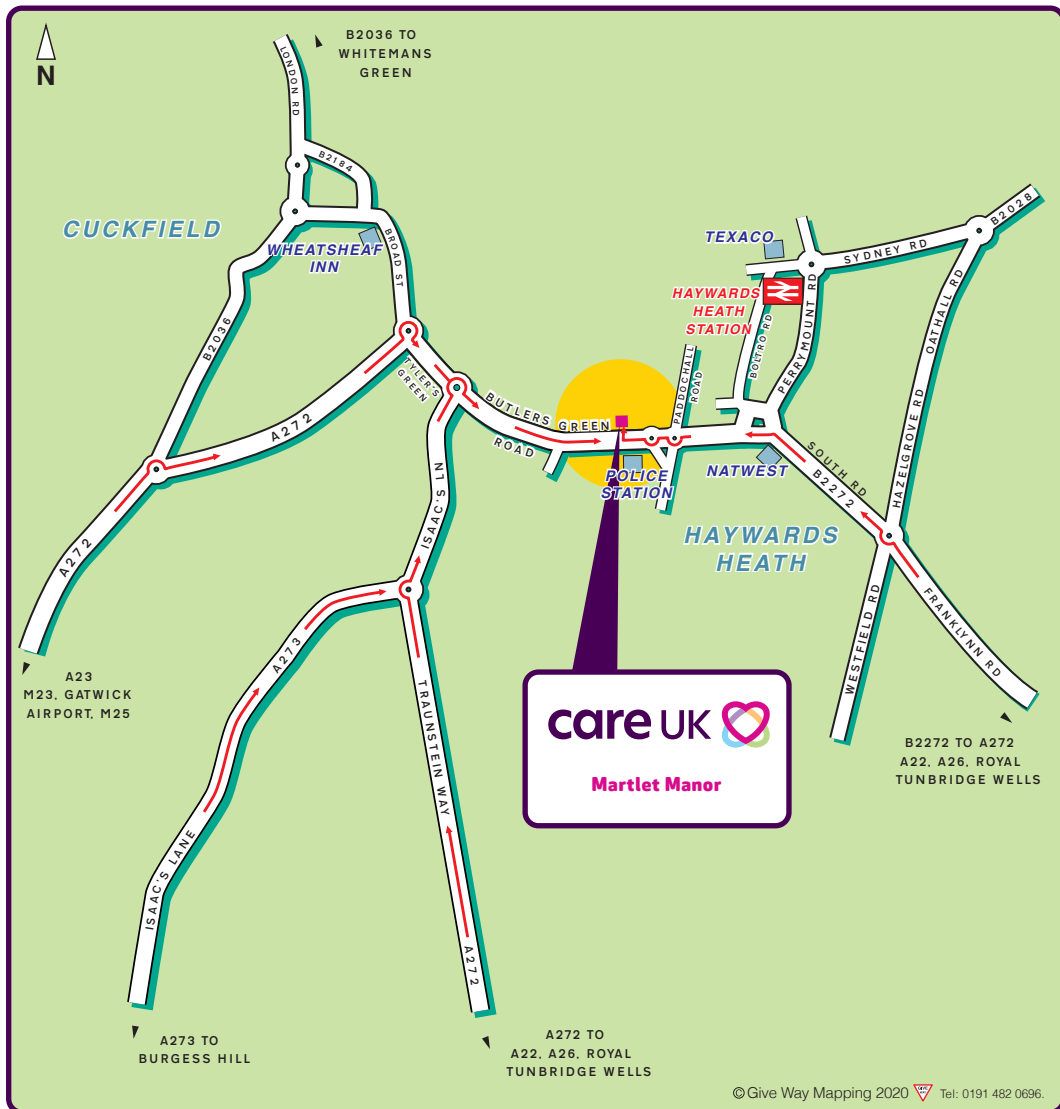 N
B2036 TO
WHITEMANS
GREEN
LONDON RD
B2184
CUCKFIELD
WHEATSHEAF
INN
BROAD ST
B2036
TEXACO
SYDNEY RD
B2028
HAYWARDS
HEATH
STATION
BOLTRO RD
PERRYMOUNT RD
OATHALL RD
HAZELGROVE RD
PADDOCHALL
ROAD
TYLER'S
GREEN
BUTLERS GREEN
ROAD
A272
A272
ISAAC'S LN
POLICE
STATION
NATWEST
SOUTH RD
B2272
HAYWARDS
HEATH
FRANKLYNN RD
WESTFIELD RD
A23
M23, GATWICK
AIRPORT, M25
A273
TRAUNSTEIN WAY
care UK
Martlet Manor
B2272 TO A272
A22, A26, ROYAL
TUNBRIDGE WELLS
ISAAC'S LANE
A272
A273 TO
BURGESS HILL
A272 TO
A22, A26, ROYAL
TUNBRIDGE WELLS
© Give Way Mapping 2020 Tel: 0191 482 0696.